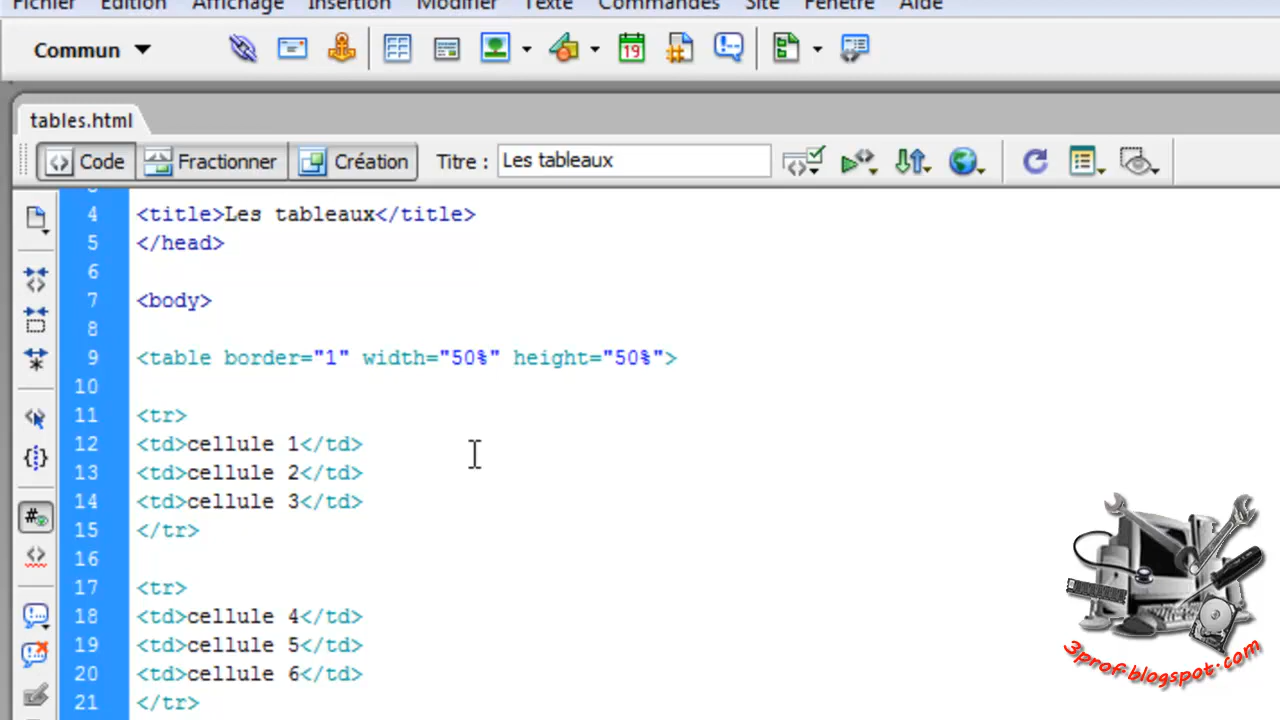 Fichier Edition Affichage Insertion Modifier Texte Commandes Site Fenêtre Aide
Commun
19
tables.html
Code Fractionner Création Titre : Les tableaux
4 <title>Les tableaux</title>
5 </head>
6
7 <body>
8
9 <table border="1" width="50%" height="50%">
10
11 <tr>
12 <td>cellule 1</td>
13 <td>cellule 2</td>
14 <td>cellule 3</td>
15 </tr>
16
17 <tr>
18 <td>cellule 4</td>
19 <td>cellule 5</td>
20 <td>cellule 6</td>
21 </tr>
3prof.blogspot.com